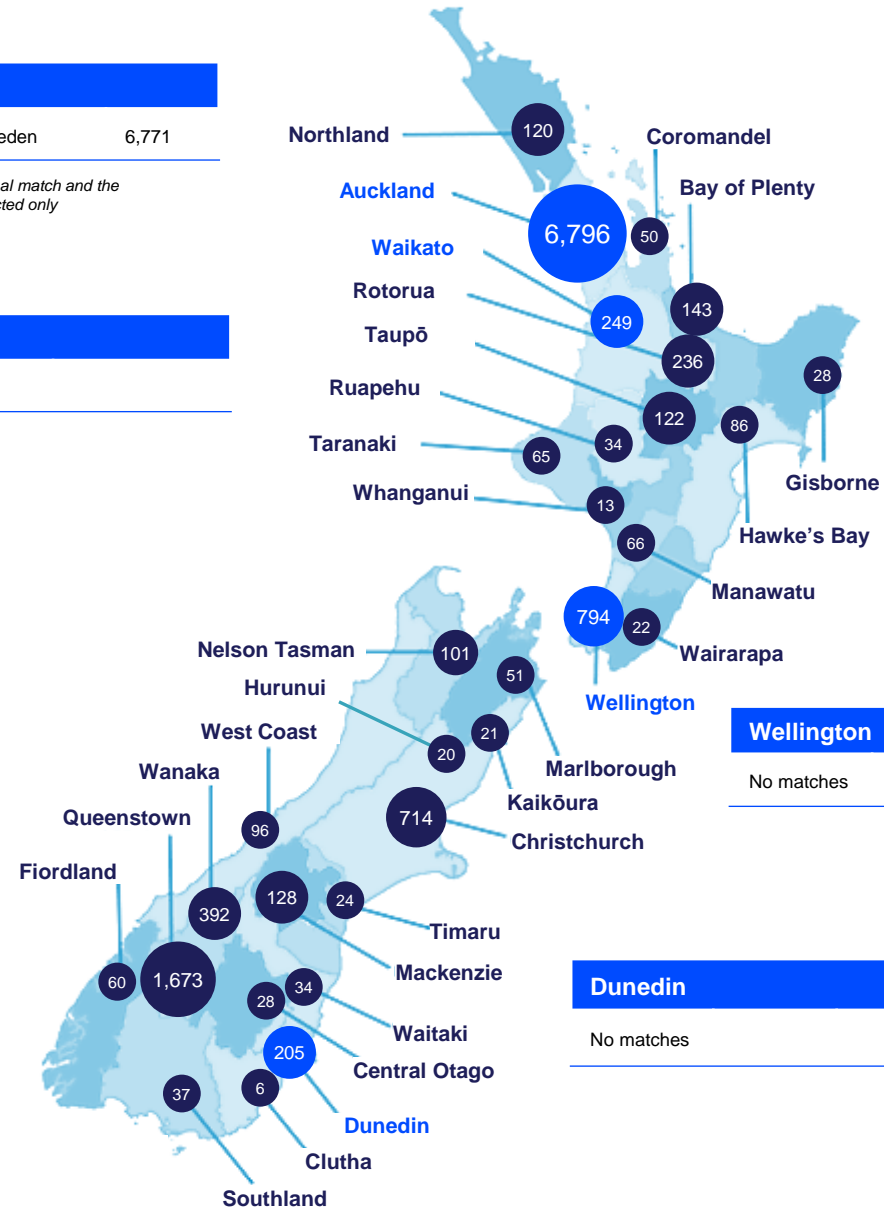 eden 6,771
al match and the
cted only
Northland
120
Coromandel
Auckland
Bay of Plenty
6,796
50
Waikato
Rotorua
249
143
Taupō
236
Ruapehu
28
122
86
Taranaki
65
34
Gisborne
Whanganui
13
Hawke's Bay
66
Manawatu
794
22
Nelson Tasman
101
Wairarapa
51
Hurunui
Wellington
West Coast
21
Wellington
20
Marlborough
Wanaka
No matches
Kaikōura
Queenstown
714
96
Christchurch
Fiordland
128
24
392
Timaru
Mackenzie
60
1,673
34
28
Waitaki
Dunedin
205
No matches
Central Otago
37
6
Dunedin
Clutha
Southland